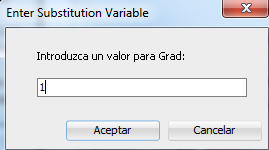 Enter Substitution Variable
Introduzca un valor para Grad:
1
Aceptar
Cancelar